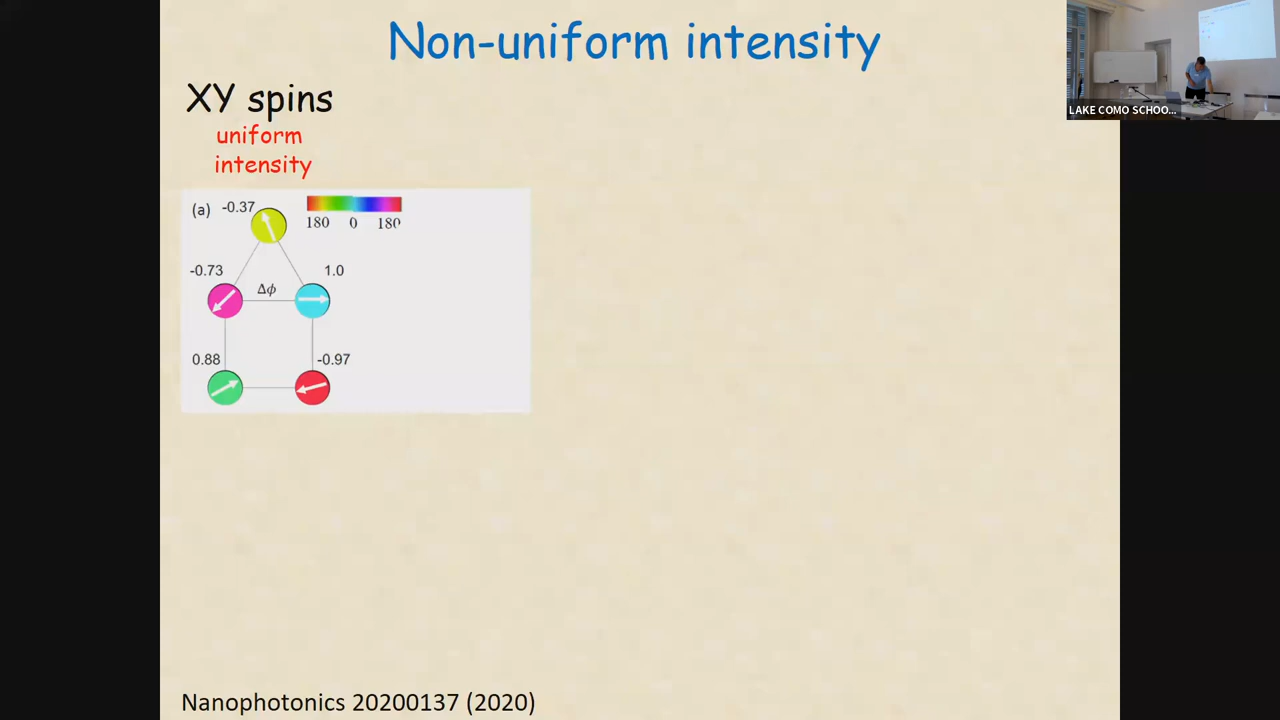 Non-uniform intensity
XY spins
uniform
intensity
(a)
-0.37
180 0 180
-0.73
1.0
Δϕ
0.88
-0.97
Nanophotonics 20200137 (2020)
LAKE COMO SCHOO...